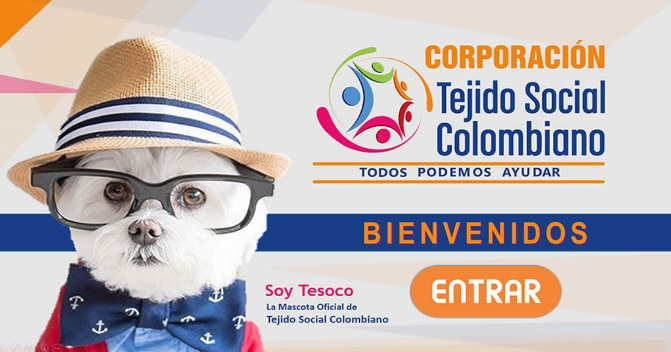 CORPORACIÓN
Tejido Social
Colombiano
TODOS PODEMOS AYUDAR
BIENVENIDOS
Soy Tesoco
La Mascota Oficial de
Tejido Social Colombiano
ENTRAR